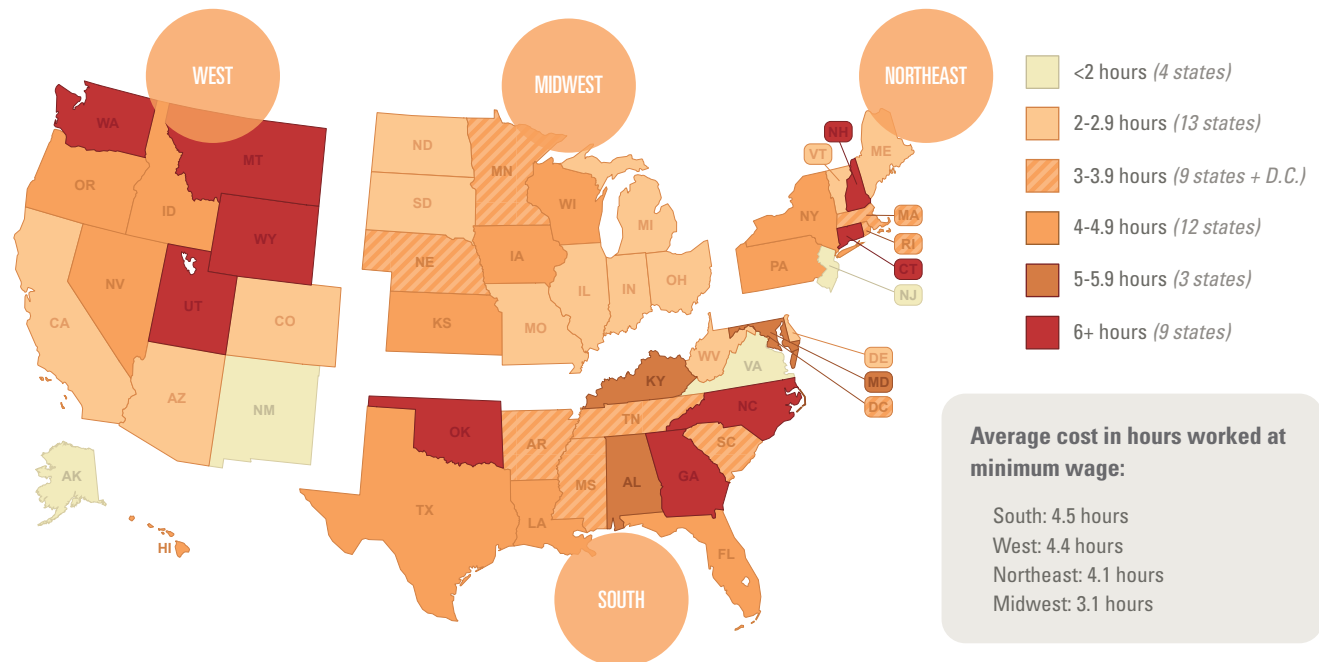 WEST
MIDWEST
NORTHEAST
WA
MT
OR
ID
WY
NV
UT
CA
CO
AZ
NM
AK
HI
ND
MN
SD
WI
MI
NE
IA
IL
IN
OH
KS
MO
NH
VT
ME
NY
MA
RI
PA
CT
NJ
WV
VA
DE
KY
MD
DC
TN
NC
OK
AR
SC
MS
AL
GA
TX
LA
FL
SOUTH
<2 hours (4 states)
2-2.9 hours (13 states)
3-3.9 hours (9 states + D.C.)
4-4.9 hours (12 states)
5-5.9 hours (3 states)
6+ hours (9 states)
Average cost in hours worked at
minimum wage:
South: 4.5 hours
West: 4.4 hours
Northeast: 4.1 hours
Midwest: 3.1 hours